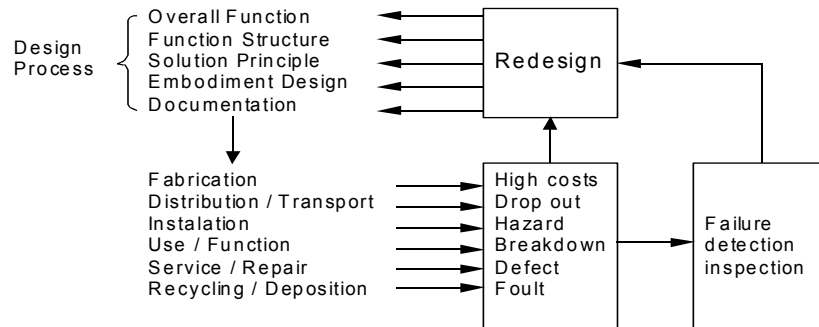 Design
Process
Overall Function
Function Structure
Solution Principle
Embodiment Design
Documentation
Redesign
Fabrication
Distribution / Transport
Instalation
Use / Function
Service / Repair
Recycling / Deposition
High costs
Drop out
Hazard
Breakdown
Defect
Foult
Failure
detection
inspection